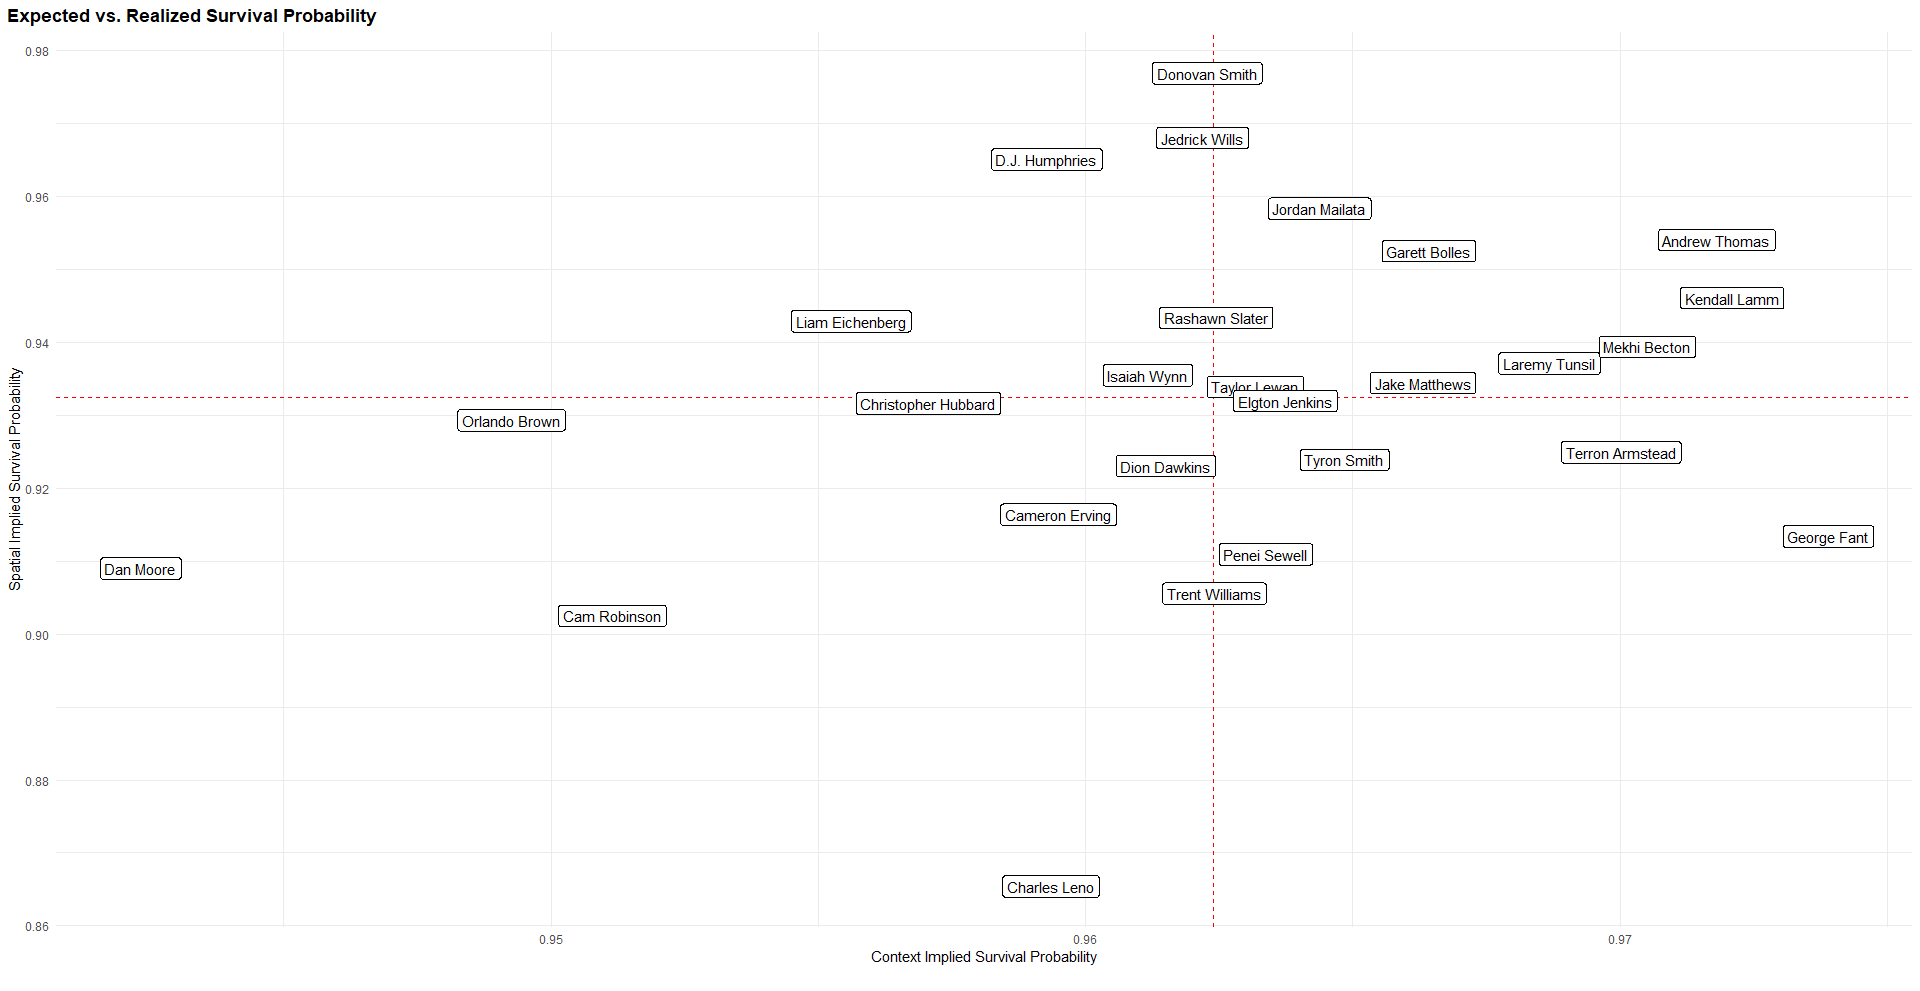 Expected vs. Realized Survival Probability
0.98
Donovan Smith
Jedrick Wills
D.J. Humphries
0.96
Jordan Mailata
Andrew Thomas
Garett Bolles
Kendall Lamm
Rashawn Slater
Liam Eichenberg
0.94
Mekhi Becton
Laremy Tunsil
Isaiah Wynn
Jake Matthews
Taylor Lewan
Elgton Jenkins
Christopher Hubbard
Orlando Brown
Terron Armstead
Tyron Smith
Dion Dawkins
0.92
Cameron Erving
George Fant
Penei Sewell
Dan Moore
Trent Williams
Cam Robinson
0.90
0.88
Charles Leno
0.86
Spatial Implied Survival Probability
0.95
0.96
0.97
Context Implied Survival Probability